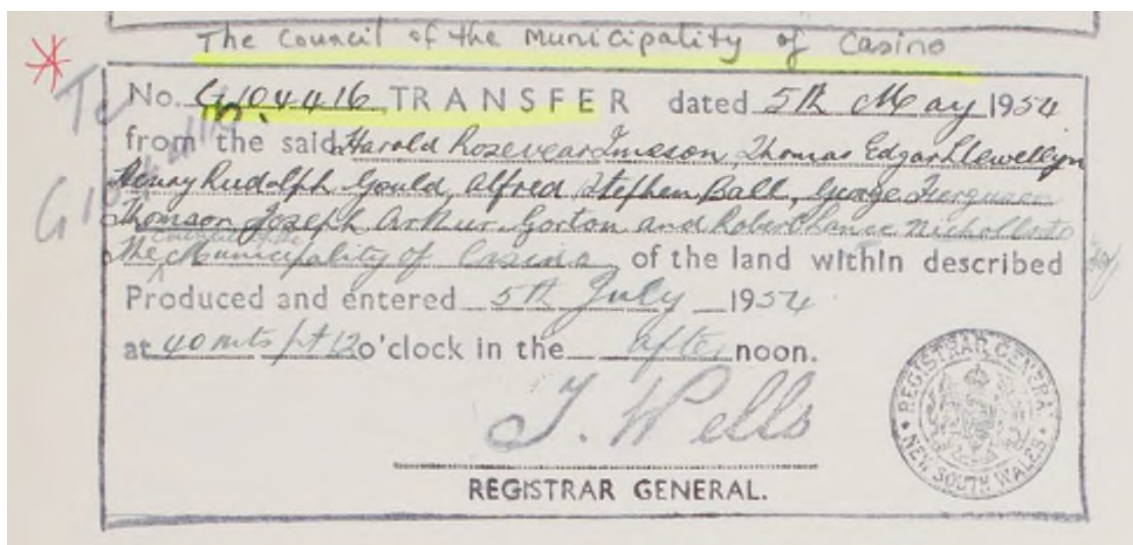 The Council of the Municipality of Casino
No. G104416 TRANSFER dated 5th May 1954
from the said Harold Rosevear Imeson, Thomas Edgar Llewellyn
Henry Rudolph Gould, Alfred Stephen Ball, George Ferguson
Thomson Joseph Arthur Gorton and Robert Lance Nicholls to
Council of the
The Municipality of Casino of the land within described
Produced and entered 5th July 1954
at 40 mts pt 12 o'clock in the after noon.
J. Wells
REGISTRAR GENERAL.
REGISTRAR GENERAL
NEW SOUTH WALES